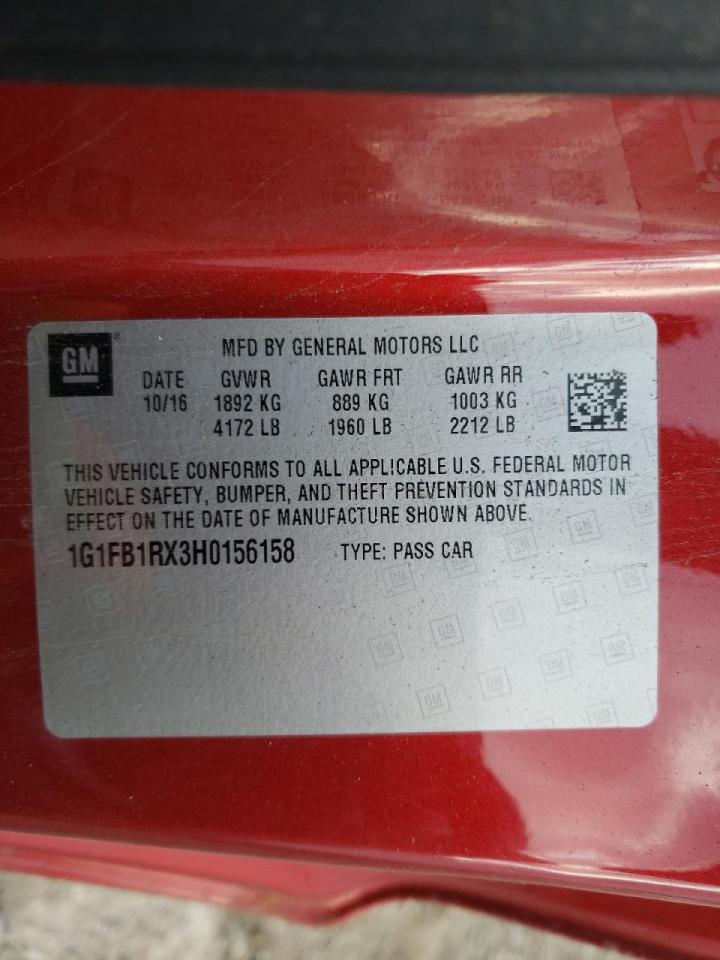 GM
MFD BY GENERAL MOTORS LLC
DATE GVWR GAWR FRT GAWR RR
10/16 1892 KG 889 KG 1003 KG
4172 LB 1960 LB 2212 LB
THIS VEHICLE CONFORMS TO ALL APPLICABLE U.S. FEDERAL MOTOR
VEHICLE SAFETY, BUMPER, AND THEFT PREVENTION STANDARDS IN
EFFECT ON THE DATE OF MANUFACTURE SHOWN ABOVE.
1G1FB1RX3H0156158 TYPE: PASS CAR